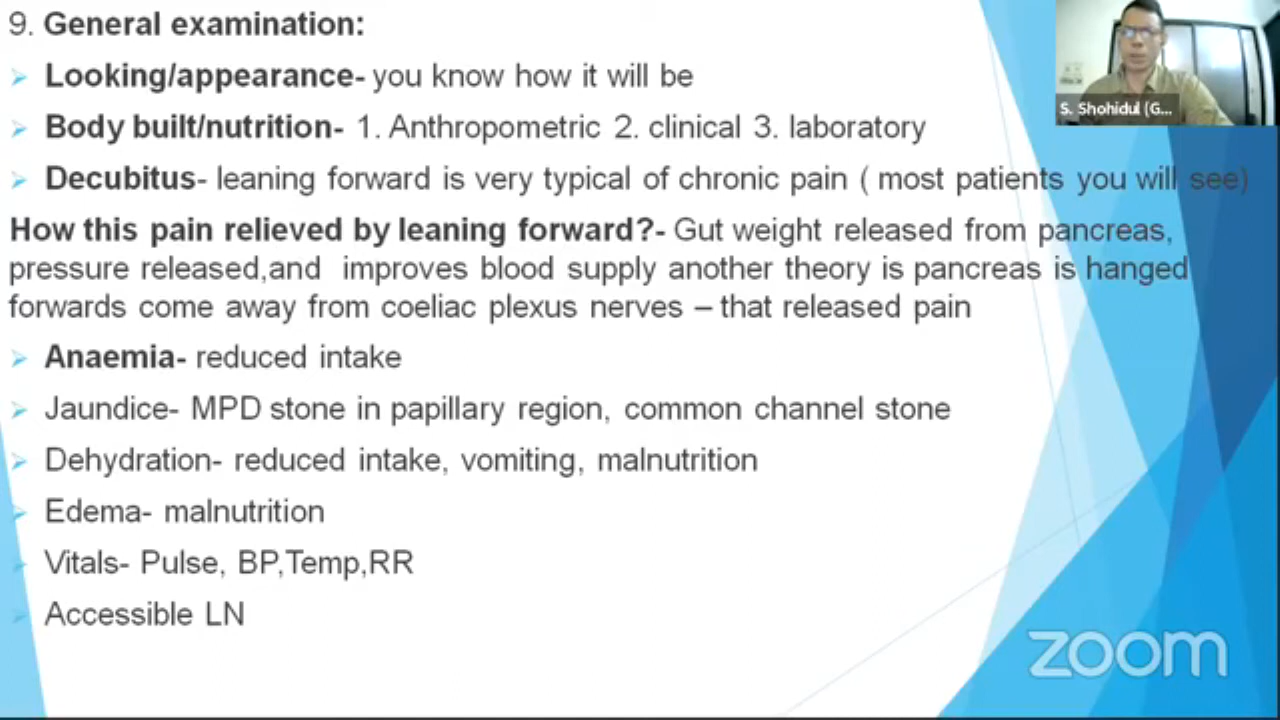 9. General examination:
Looking/appearance- you know how it will be
Body built/nutrition- 1. Anthropometric 2. clinical 3. laboratory
Decubitus- leaning forward is very typical of chronic pain ( most patients you will see)
How this pain relieved by leaning forward?- Gut weight released from pancreas,
pressure released,and improves blood supply another theory is pancreas is hanged
forwards come away from coeliac plexus nerves – that released pain
Anaemia- reduced intake
Jaundice- MPD stone in papillary region, common channel stone
Dehydration- reduced intake, vomiting, malnutrition
Edema- malnutrition
Vitals- Pulse, BP,Temp,RR
Accessible LN
S. Shohidul (G...
zoom